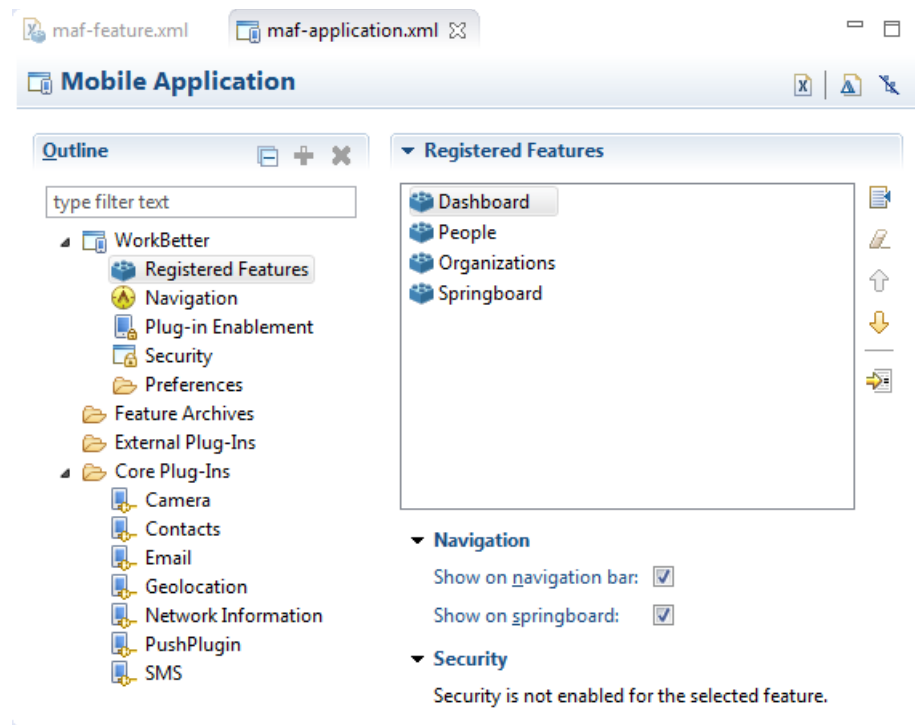 maf-feature.xml
maf-application.xml
Mobile Application
Outline
type filter text
WorkBetter
Registered Features
Navigation
Plug-in Enablement
Security
Preferences
Feature Archives
External Plug-Ins
Core Plug-Ins
Camera
Contacts
Email
Geolocation
Network Information
PushPlugin
SMS
Registered Features
Dashboard
People
Organizations
Springboard
Navigation
Show on navigation bar:
Show on springboard:
Security
Security is not enabled for the selected feature.